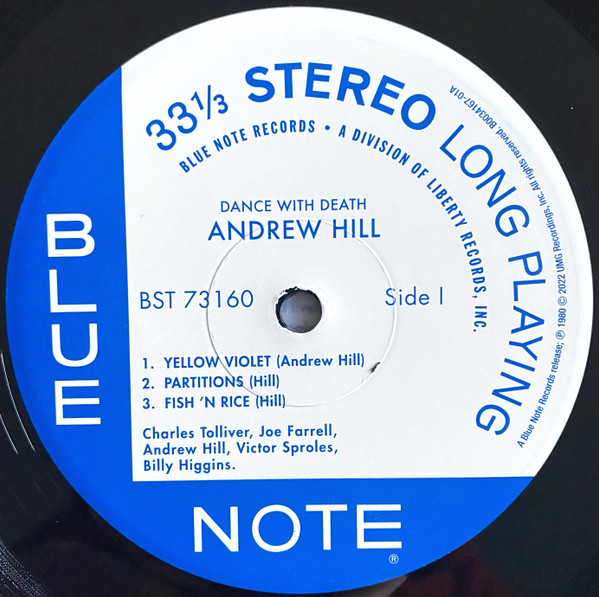 33⅓ STEREO LONG PLAYING
BLUE NOTE RECORDS • A DIVISION OF LIBERTY RECORDS, INC.
DANCE WITH DEATH
ANDREW HILL
BST 73160
Side I
1. YELLOW VIOLET (Andrew Hill)
2. PARTITIONS (Hill)
3. FISH 'N RICE (Hill)
Charles Tolliver, Joe Farrell,
Andrew Hill, Victor Sproles,
Billy Higgins.
BLUE
NOTE®
A Blue Note Records release; ℗ 1980 © 2022 UMG Recordings, Inc. All rights reserved. B0034167-01A